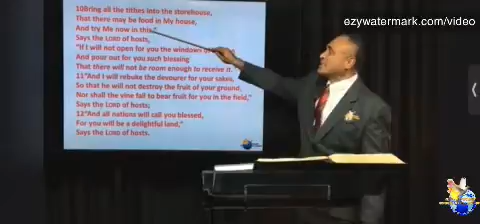 ezywatermark.com/video
10Bring all the tithes into the storehouse,
That there may be food in My house,
And try Me now in this,"
Says the LORD of hosts,
"If I will not open for you the windows of
And pour out for you such blessing
That there will not be room enough to receive it.
11"And I will rebuke the devourer for your sakes,
So that he will not destroy the fruit of your ground,
Nor shall the vine fail to bear fruit for you in the field,"
Says the LORD of hosts;
12"And all nations will call you blessed,
For you will be a delightful land,"
Says the LORD of hosts.